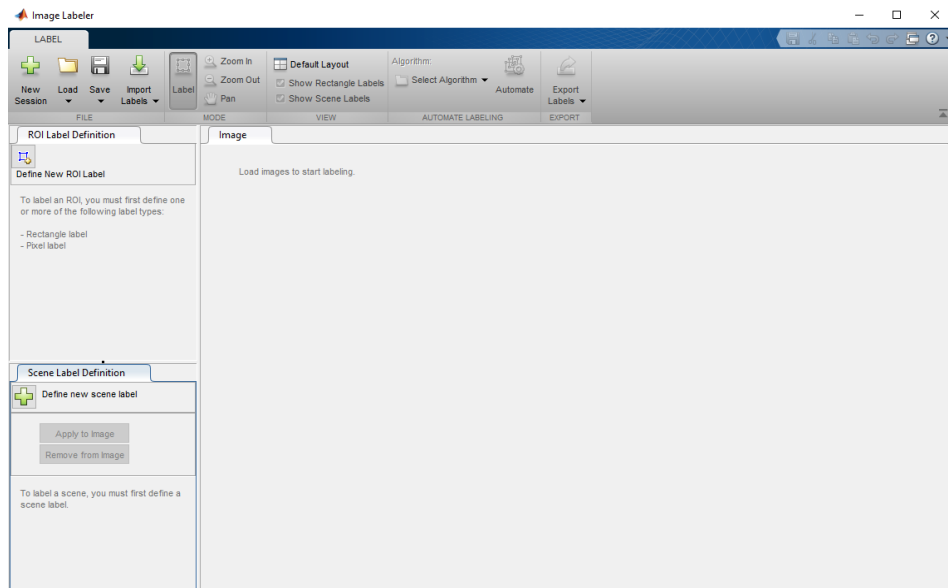 Image Labeler
LABEL
New Session
Load
Save
Import Labels
Label
Zoom In
Zoom Out
Pan
Default Layout
Show Rectangle Labels
Show Scene Labels
Algorithm:
Select Algorithm
Automate
Export Labels
FILE
MODE
VIEW
AUTOMATE LABELING
EXPORT
ROI Label Definition
Define New ROI Label
To label an ROI, you must first define one
or more of the following label types:
- Rectangle label
- Pixel label
Scene Label Definition
Define new scene label
Apply to Image
Remove from Image
To label a scene, you must first define a
scene label.
Image
Load images to start labeling.